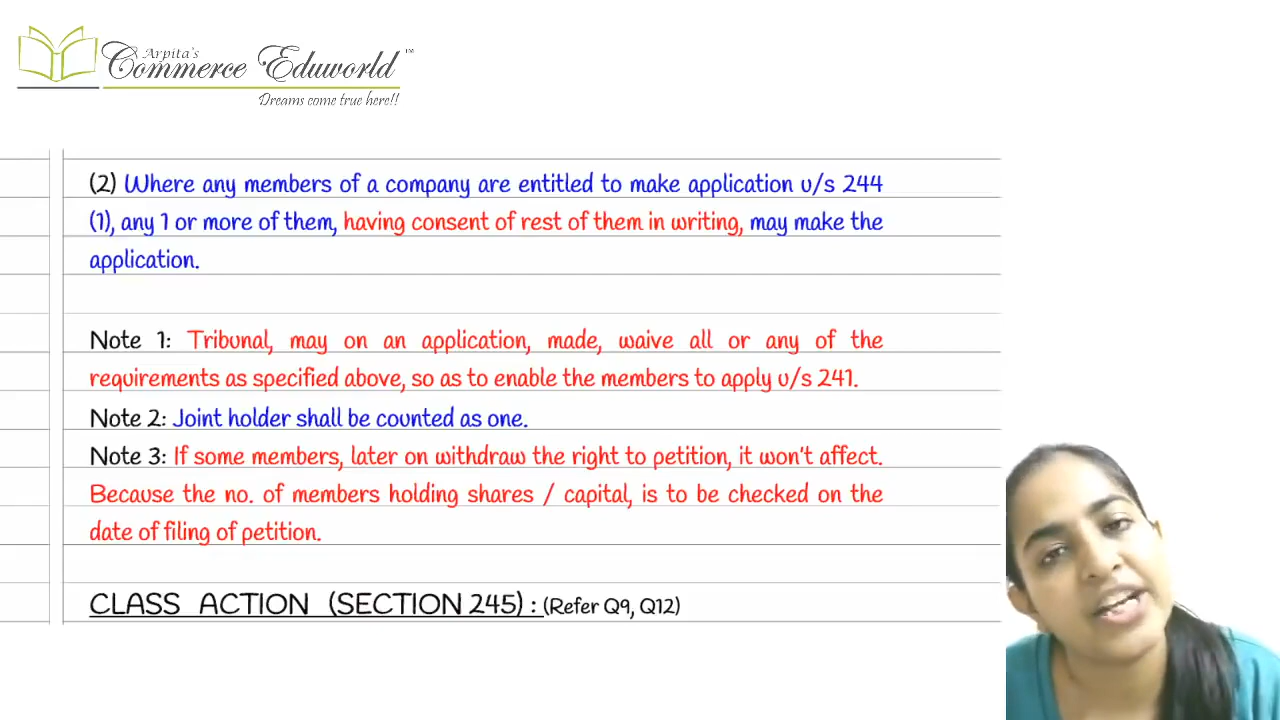 Arpita's
Commerce Eduworld ™
Dreams come true here!!
(2) Where any members of a company are entitled to make application u/s 244
(1), any 1 or more of them, having consent of rest of them in writing, may make the
application.
Note 1: Tribunal, may on an application, made, waive all or any of the
requirements as specified above, so as to enable the members to apply u/s 241.
Note 2: Joint holder shall be counted as one.
Note 3: If some members, later on withdraw the right to petition, it won't affect.
Because the no. of members holding shares / capital, is to be checked on the
date of filing of petition.
CLASS ACTION (SECTION 245) : (Refer Q9, Q12)